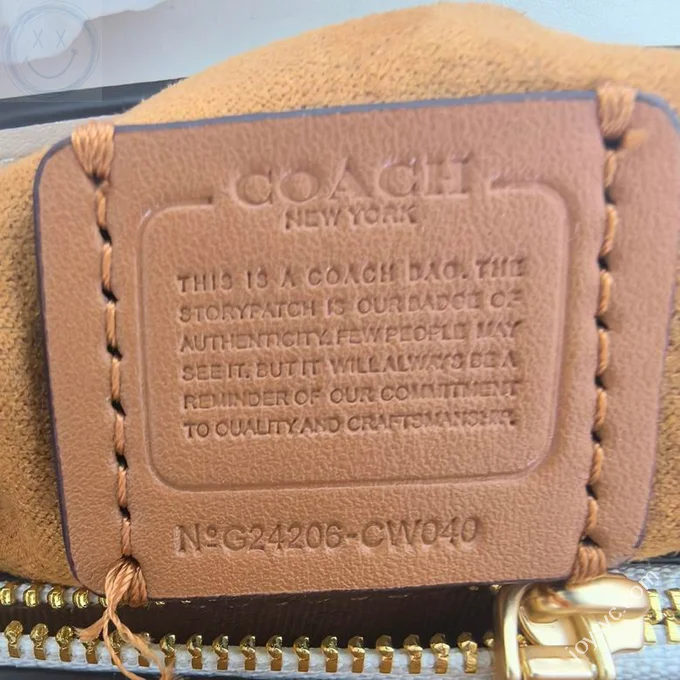 COACH
NEW YORK
THIS IS A COACH BAG. THE
STORYPATCH IS OUR BADGE OF
AUTHENTICITY. FEW PEOPLE MAY
SEE IT, BUT IT WILL ALWAYS BE A
REMINDER OF OUR COMMITMENT
TO QUALITY AND CRAFTSMANSHIP.
NºG24206-CW040